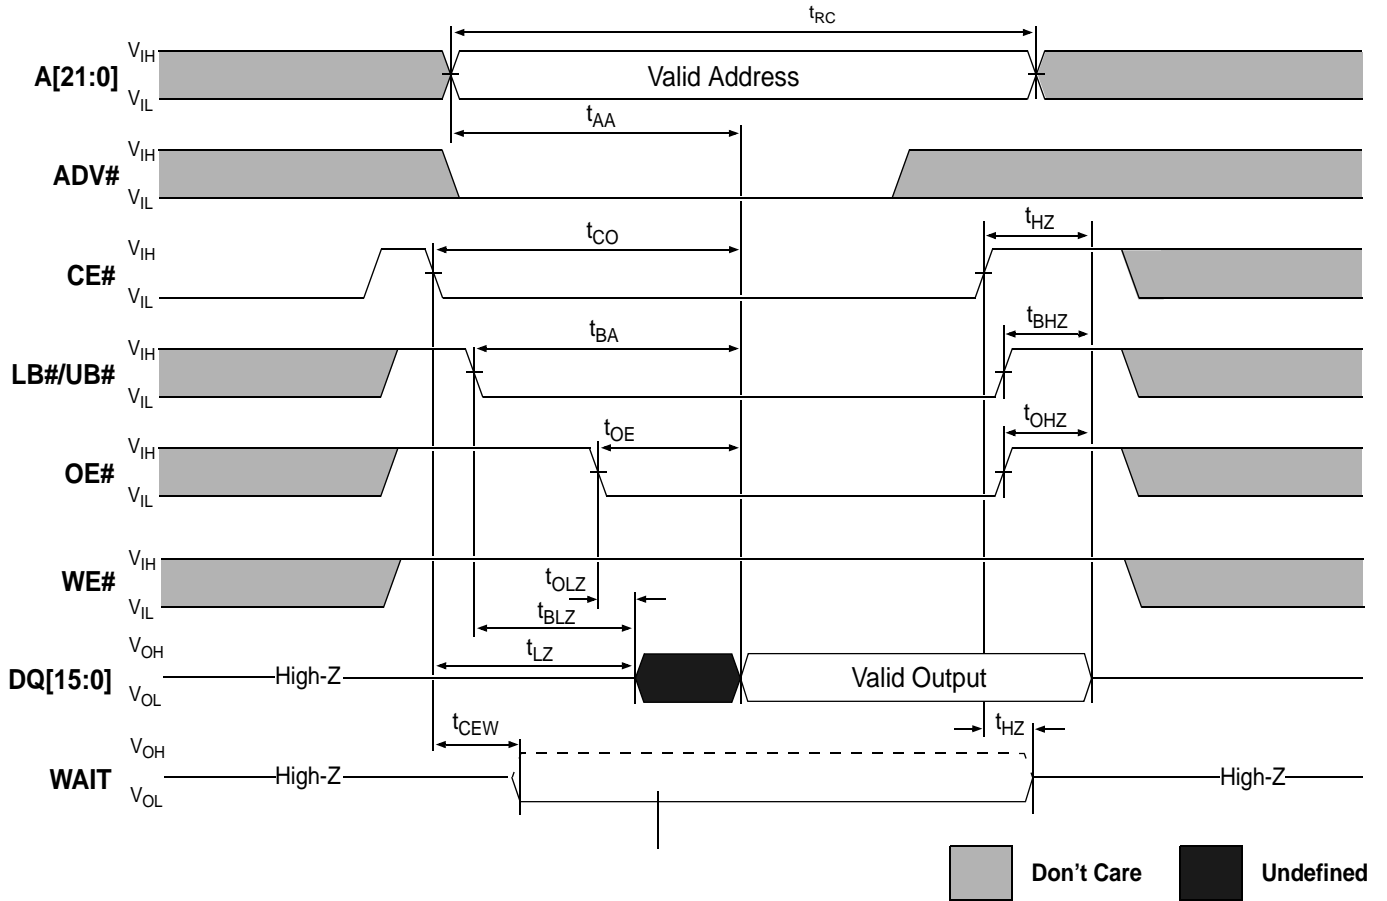 tRC
VIH
A[21:0]
Valid Address
VIL
tAA
VIH
ADV#
VIL
tCO
tHZ
VIH
CE#
VIL
tBA
tBHZ
VIH
LB#/UB#
VIL
tOE
tOHZ
VIH
OE#
VIL
VIH
WE#
VIL
tOLZ
tBLZ
tLZ
VOH
DQ[15:0]
High-Z
Valid Output
VOL
tCEW
tHZ
VOH
WAIT
High-Z
High-Z
VOL
Don't Care
Undefined